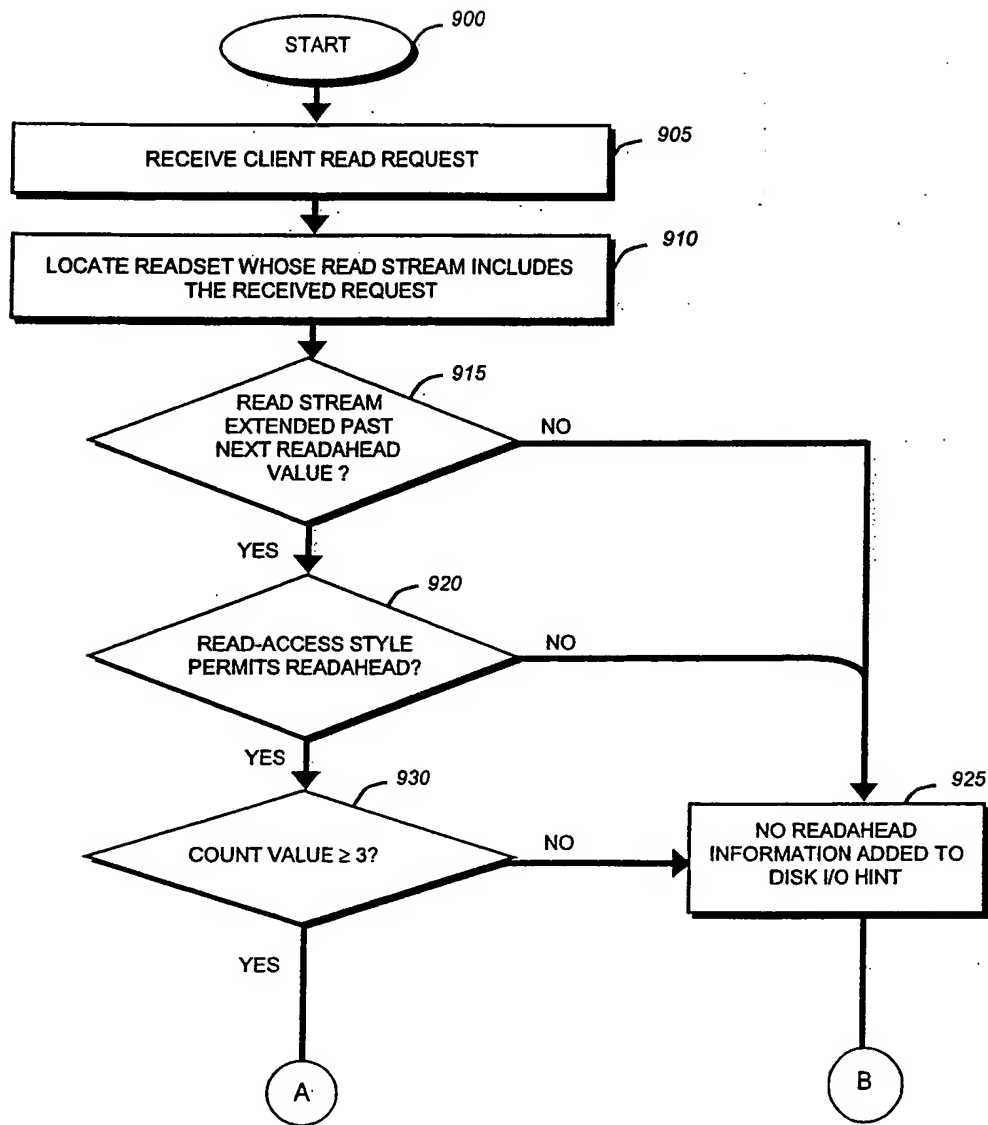 START
900
RECEIVE CLIENT READ REQUEST
905
LOCATE READSET WHOSE READ STREAM INCLUDES
THE RECEIVED REQUEST
910
READ STREAM
EXTENDED PAST
NEXT READAHEAD
VALUE ?
915
NO
YES
READ-ACCESS STYLE
PERMITS READAHEAD?
920
NO
YES
COUNT VALUE ≥ 3?
930
NO
YES
NO READAHEAD
INFORMATION ADDED TO
DISK I/O HINT
925
A
B